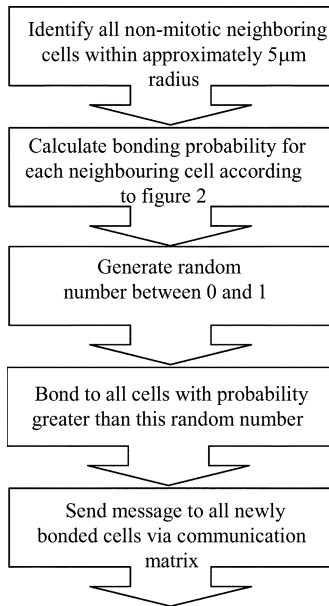 Identify all non-mitotic neighboring
cells within approximately 5μm
radius
Calculate bonding probability for
each neighbouring cell according
to figure 2
Generate random
number between 0 and 1
Bond to all cells with probability
greater than this random number
Send message to all newly
bonded cells via communication
matrix